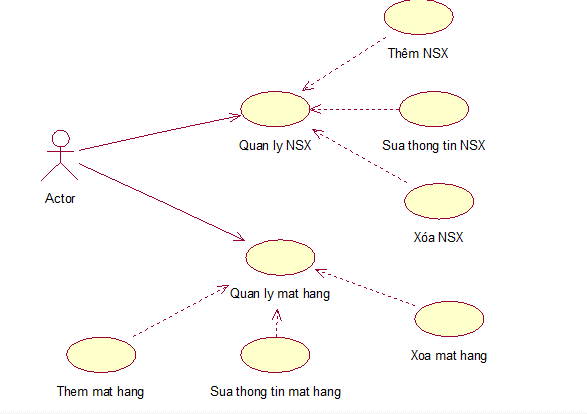 Thêm NSX
Quan ly NSX
Sua thong tin NSX
Actor
Xóa NSX
Quan ly mat hang
Xoa mat hang
Them mat hang
Sua thong tin mat hang